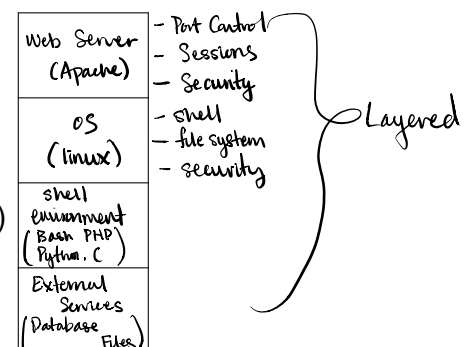 Web Server
(Apache)
- Port Control
- Sessions
- Security
OS
(linux)
- shell
- file system
- security
shell
environment
(Bash PHP
Python, C)
External
Services
(Database
Files)
)
Layered